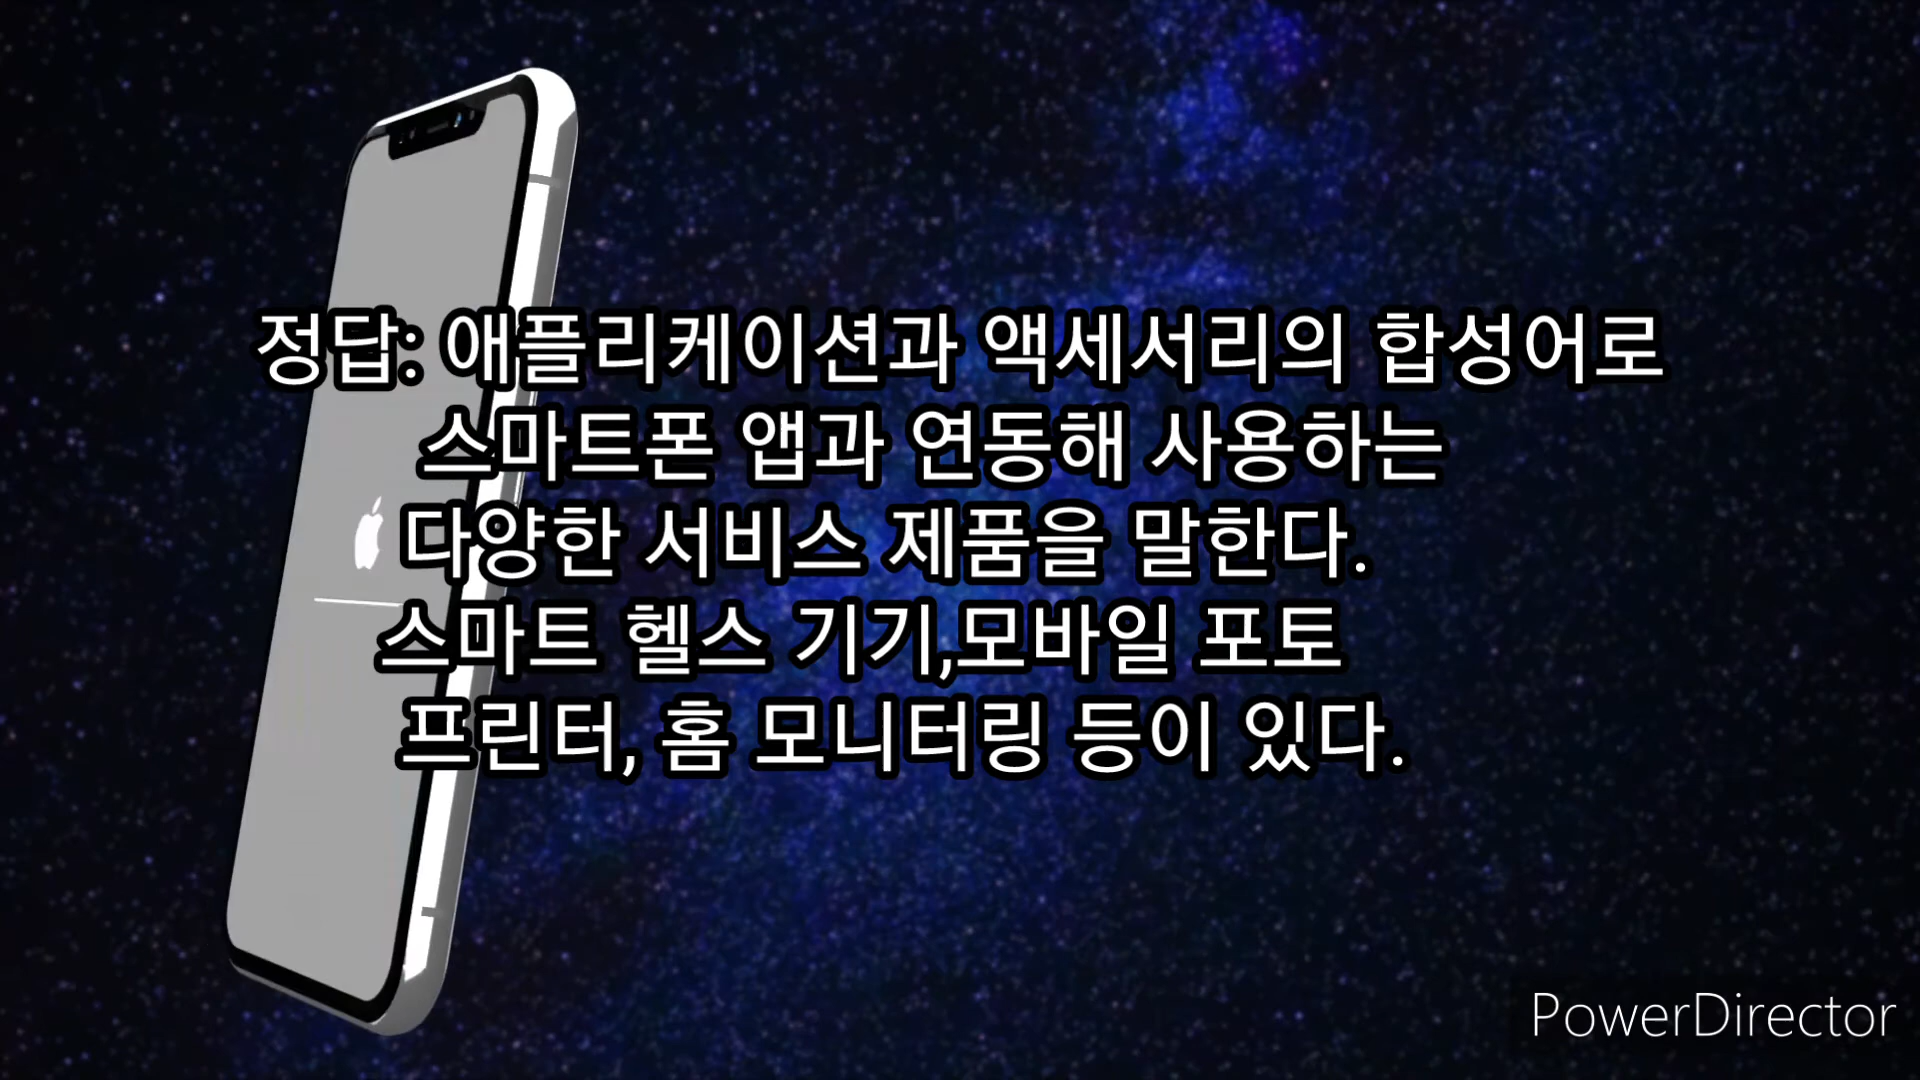 정답: 애플리케이션과 액세서리의 합성어로
스마트폰 앱과 연동해 사용하는
다양한 서비스 제품을 말한다.
스마트 헬스 기기,모바일 포토
프린터, 홈 모니터링 등이 있다.
PowerDirector